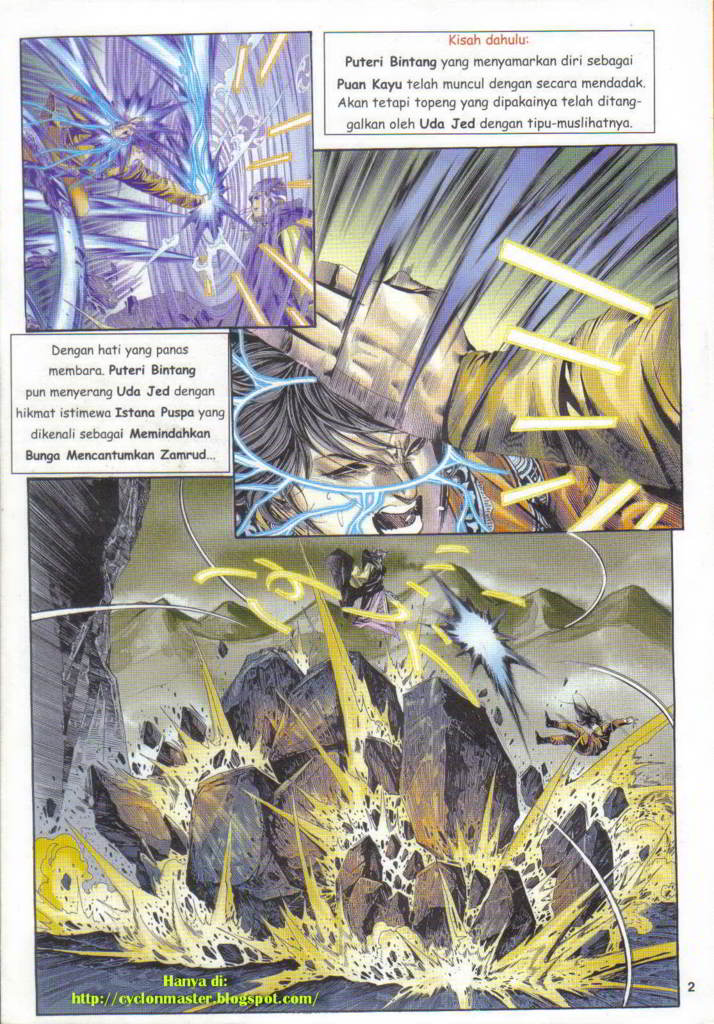 Kisah dahulu:
Puteri Bintang yang menyamarkan diri sebagai
Puan Kayu telah muncul dengan secara mendadak.
Akan tetapi topeng yang dipakainya telah ditang-
galkan oleh Uda Jed dengan tipu-muslihatnya.
Dengan hati yang panas
membara. Puteri Bintang
pun menyerang Uda Jed dengan
hikmat istimewa Istana Puspa yang
dikenali sebagai Memindahkan
Bunga Mencantumkan Zamrud...
Hanya di:
http://cyclonmaster.blogspot.com/
2